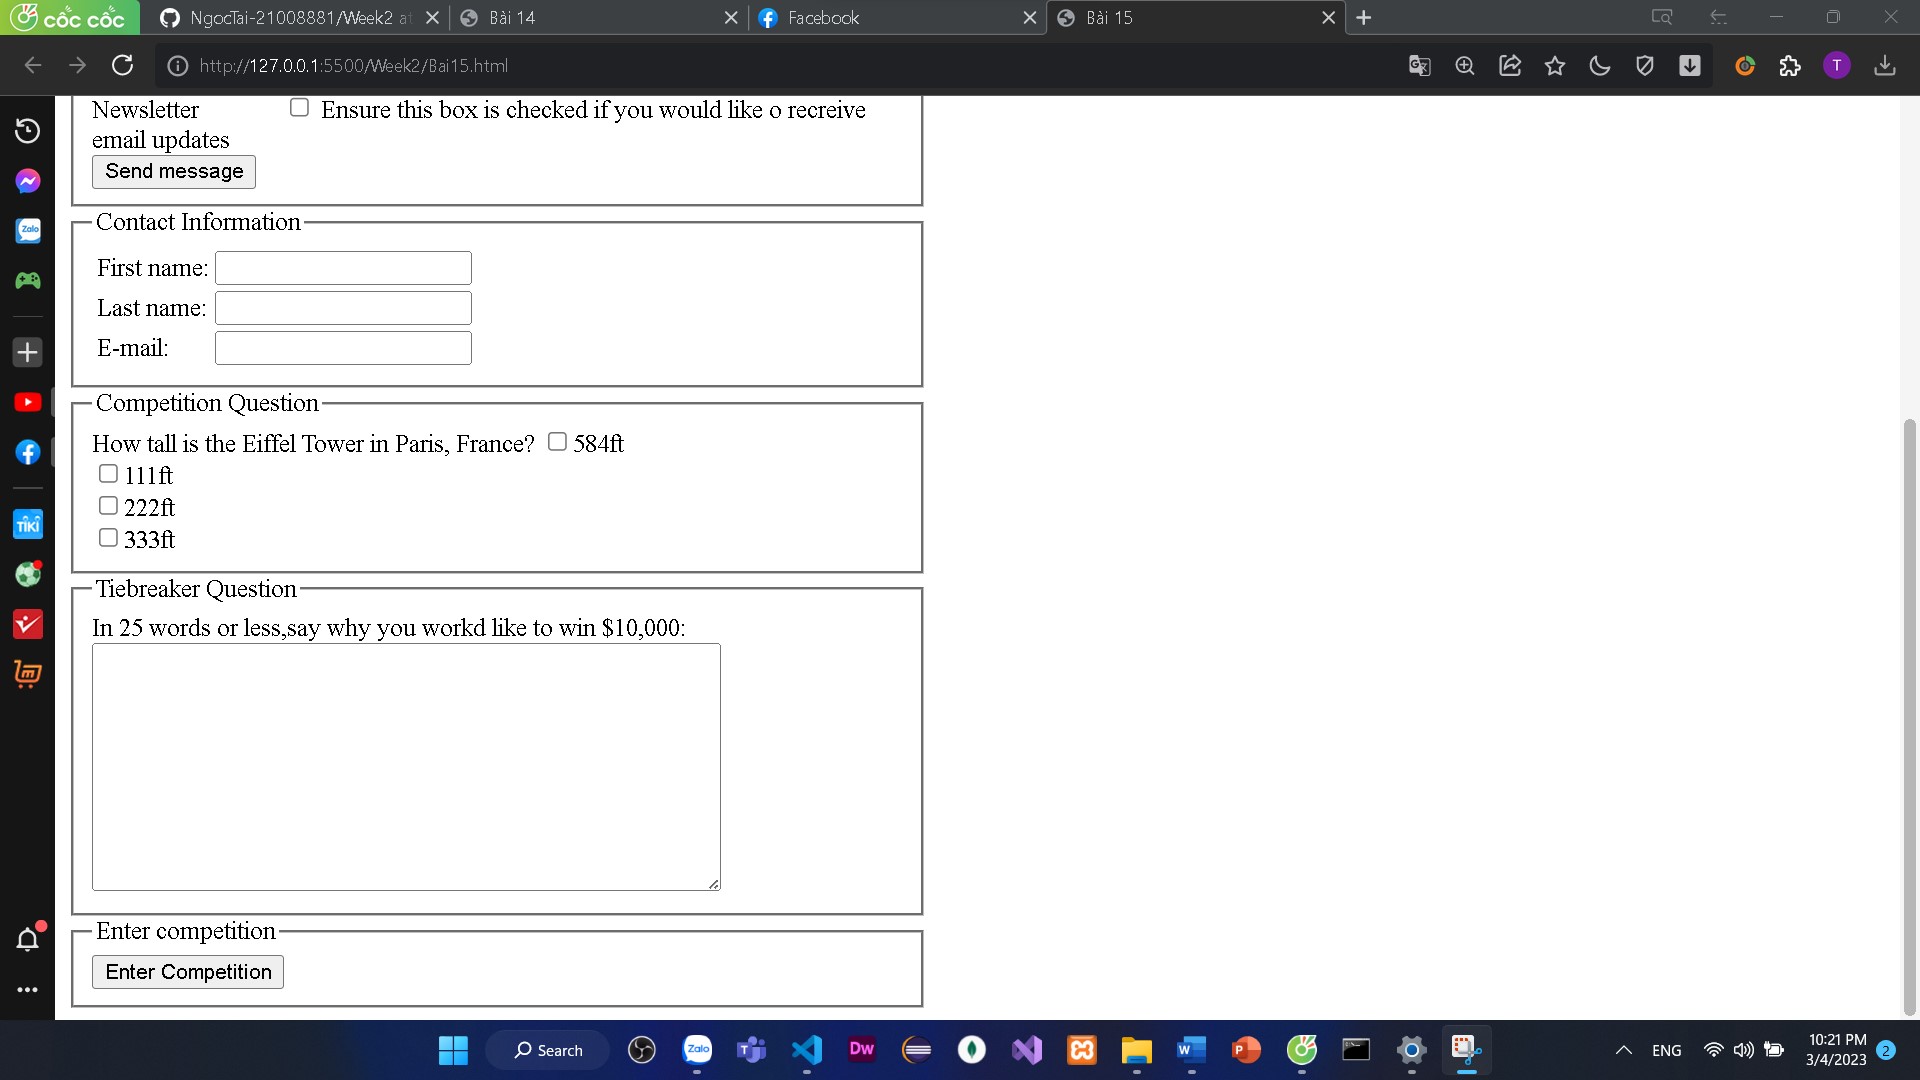 cốc cốc
NgocTai-21008881/Week2 at
Bài 14
Facebook
Bài 15
http://127.0.0.1:5500/Week2/Bai15.html
T
Newsletter
Ensure this box is checked if you would like o recreive
email updates
Send message
Contact Information
First name:
Last name:
E-mail:
Competition Question
How tall is the Eiffel Tower in Paris, France? 584ft
111ft
222ft
333ft
Tiebreaker Question
In 25 words or less,say why you workd like to win $10,000:
Enter competition
Enter Competition
Zalo
TIKI
Search
Zalo
Dw
W
P
ENG
10:21 PM
3/4/2023
2